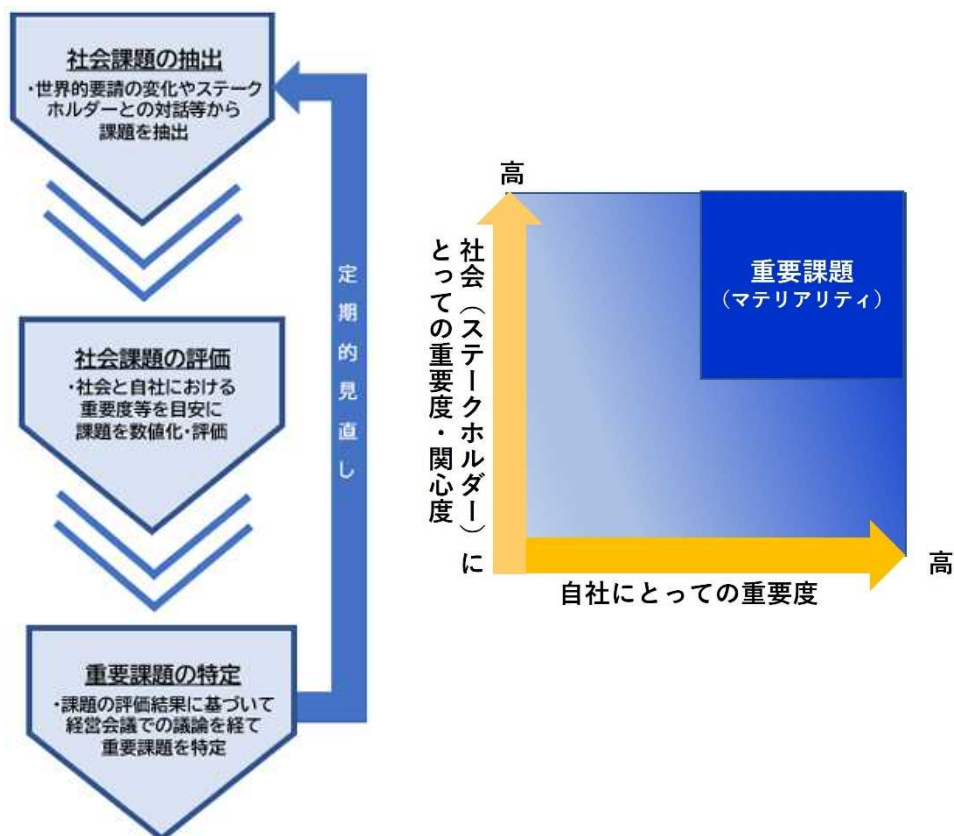 社会課題の抽出
・世界的要請の変化やステーク
ホルダーとの対話等から
課題を抽出
社会課題の評価
・社会と自社における
重要度等を目安に
課題を数値化・評価
重要課題の特定
・課題の評価結果に基づいて
経営会議での議論を経て
重要課題を特定
定期的見直し
高
社会（ステークホルダー）に
とっての重要度・関心度
重要課題
（マテリアリティ）
自社にとっての重要度
高